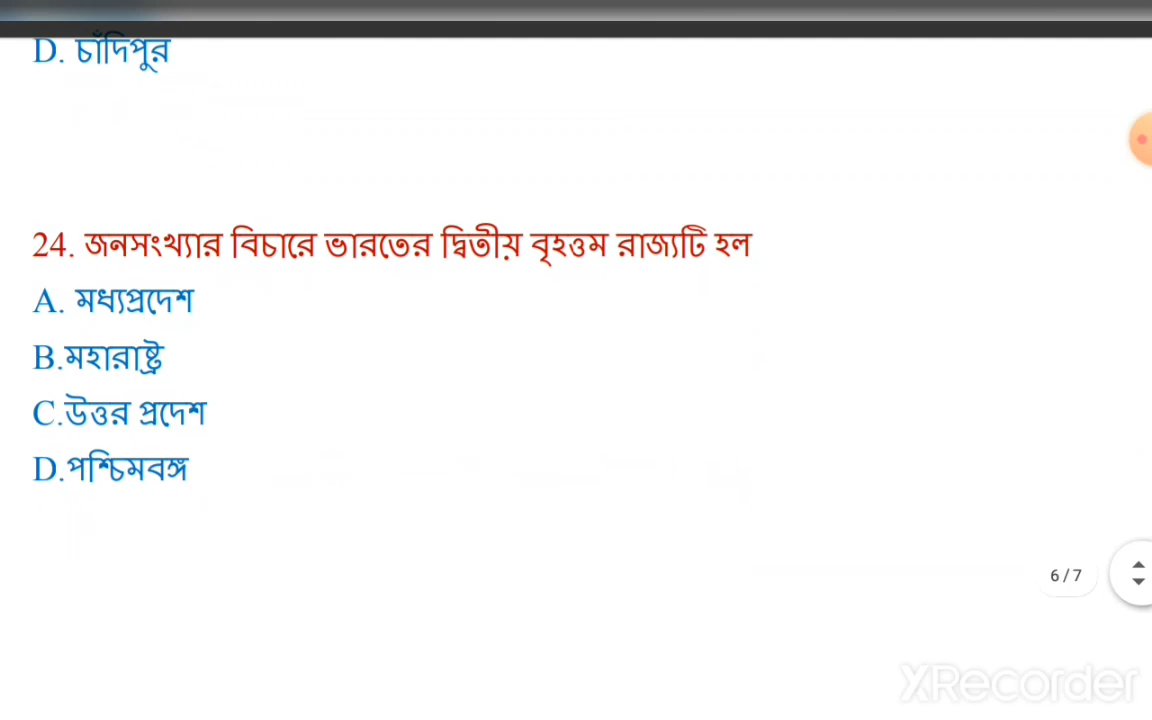 D. চাঁদিপুর
24. জনসংখ্যার বিচারে ভারতের দ্বিতীয় বৃহত্তম রাজ্যটি হল
A. মধ্যপ্রদেশ
B.মহারাষ্ট্র
C.উত্তর প্রদেশ
D.পশ্চিমবঙ্গ
6 / 7
XRecorder